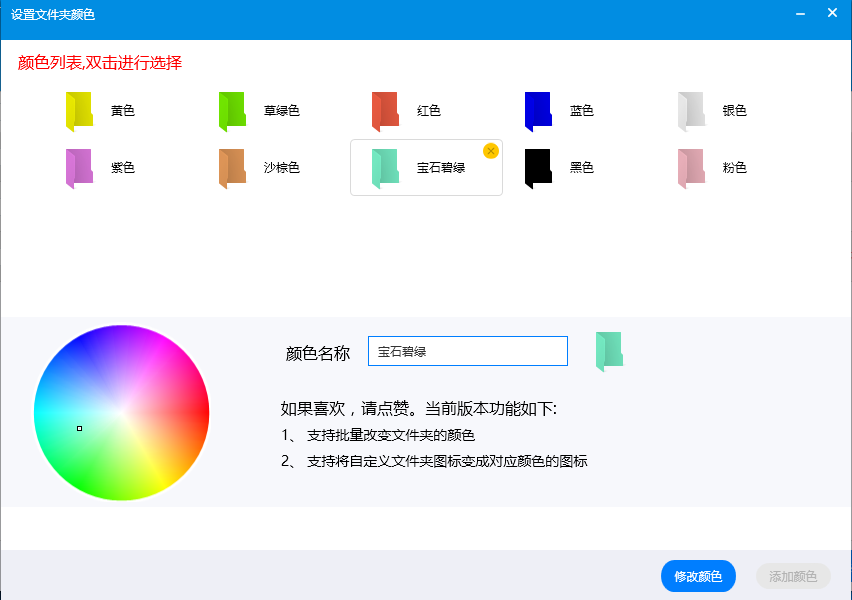 设置文件夹颜色
颜色列表,双击进行选择
黄色
草绿色
红色
蓝色
银色
紫色
沙棕色
宝石碧绿
黑色
粉色
颜色名称
宝石碧绿
如果喜欢，请点赞。当前版本功能如下:
1、 支持批量改变文件夹的颜色
2、 支持将自定义文件夹图标变成对应颜色的图标
修改颜色
添加颜色